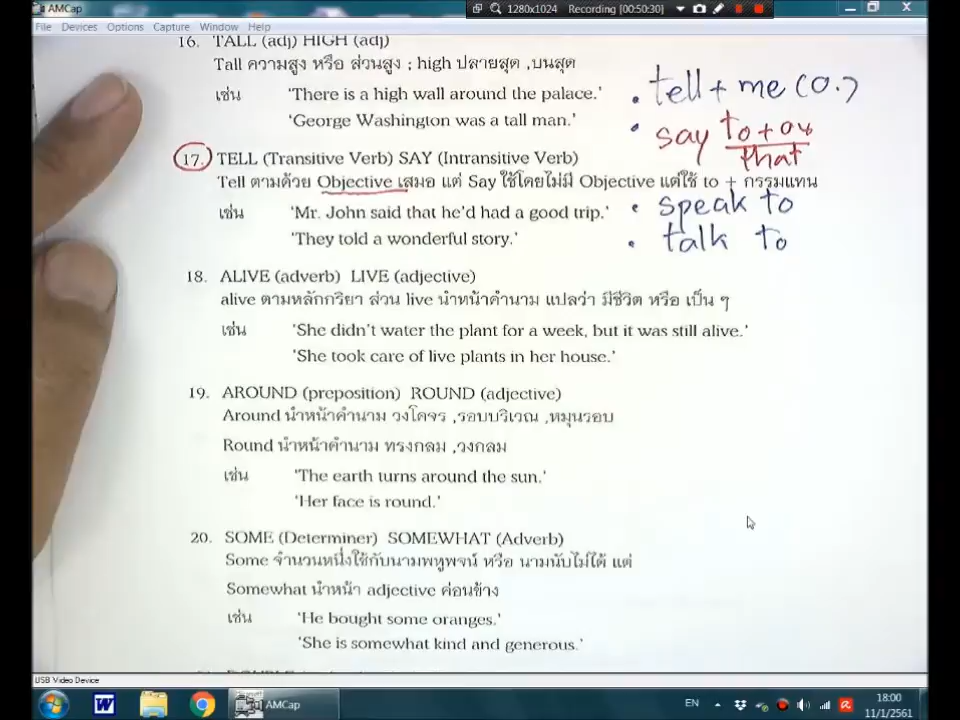 AMCap
1280x1024 Recording [00:50:30]
File Devices Options Capture Window Help
16. TALL (adj) HIGH (adj)
Tall ความสูง หรือ ส่วนสูง ; high ปลายสุด ,บนสุด
เช่น 'There is a high wall around the palace.'
'George Washington was a tall man.'
• tell + me (O.)
• say to + กรรม
that
17. TELL (Transitive Verb) SAY (Intransitive Verb)
Tell ตามด้วย Objective เสมอ แต่ Say ใช้โดยไม่มี Objective แต่ใช้ to + กรรมแทน
เช่น 'Mr. John said that he'd had a good trip.'
'They told a wonderful story.'
• speak to
• talk to
18. ALIVE (adverb) LIVE (adjective)
alive ตามหลักกริยา ส่วน live นำหน้าคำนาม แปลว่า มีชีวิต หรือ เป็น ๆ
เช่น 'She didn't water the plant for a week, but it was still alive.'
'She took care of live plants in her house.'
19. AROUND (preposition) ROUND (adjective)
Around นำหน้าคำนาม วงโคจร ,รอบบริเวณ ,หมุนรอบ
Round นำหน้าคำนาม ทรงกลม ,วงกลม
เช่น 'The earth turns around the sun.'
'Her face is round.'
20. SOME (Determiner) SOMEWHAT (Adverb)
Some จำนวนหนึ่งใช้กับนามพหูพจน์ หรือ นามนับไม่ได้ แต่
Somewhat นำหน้า adjective ค่อนข้าง
เช่น 'He bought some oranges.'
'She is somewhat kind and generous.'
USB Video Device
AMCap
EN
18:00
11/1/2561